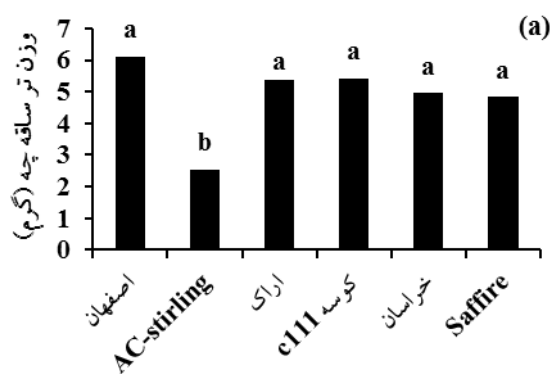 (a)
وزن تر ساقه چه (گرم)
7
6
5
4
3
2
1
0
a
b
a
a
a
a
اصفهان
AC-stirling
اراک
کوسه c111
خراسان
Saffire